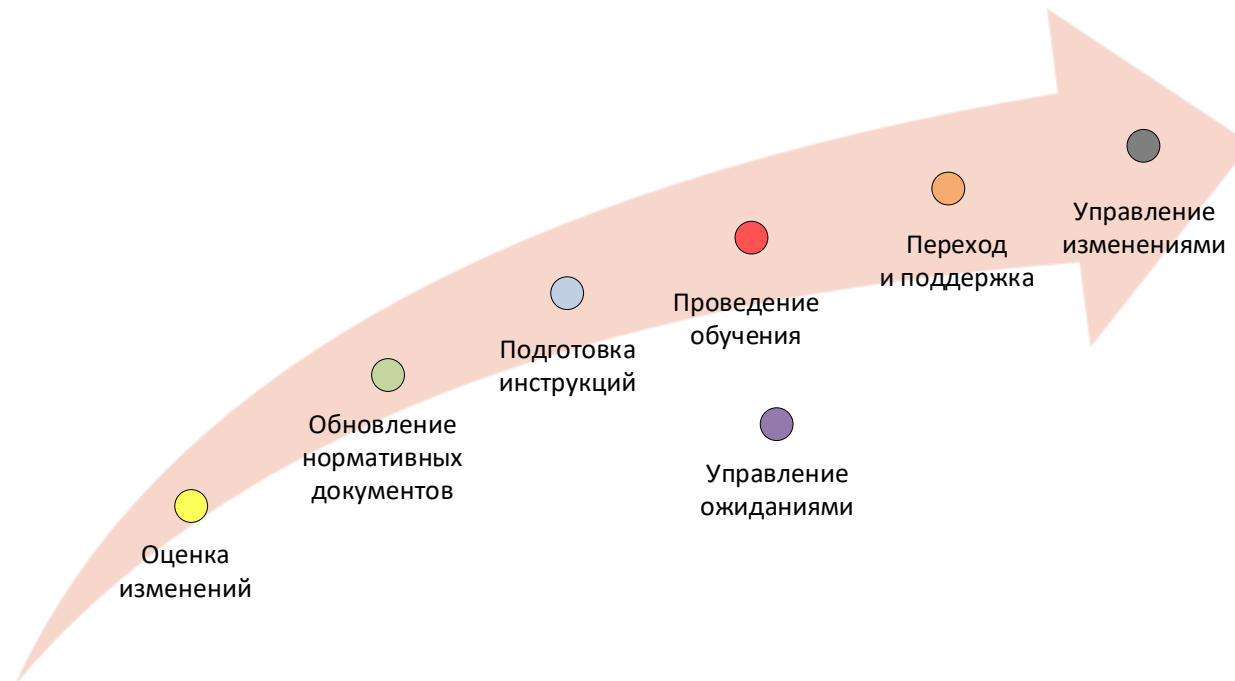 Оценка
изменений
Обновление
нормативных
документов
Подготовка
инструкций
Проведение
обучения
Управление
ожиданиями
Переход
и поддержка
Управление
изменениями